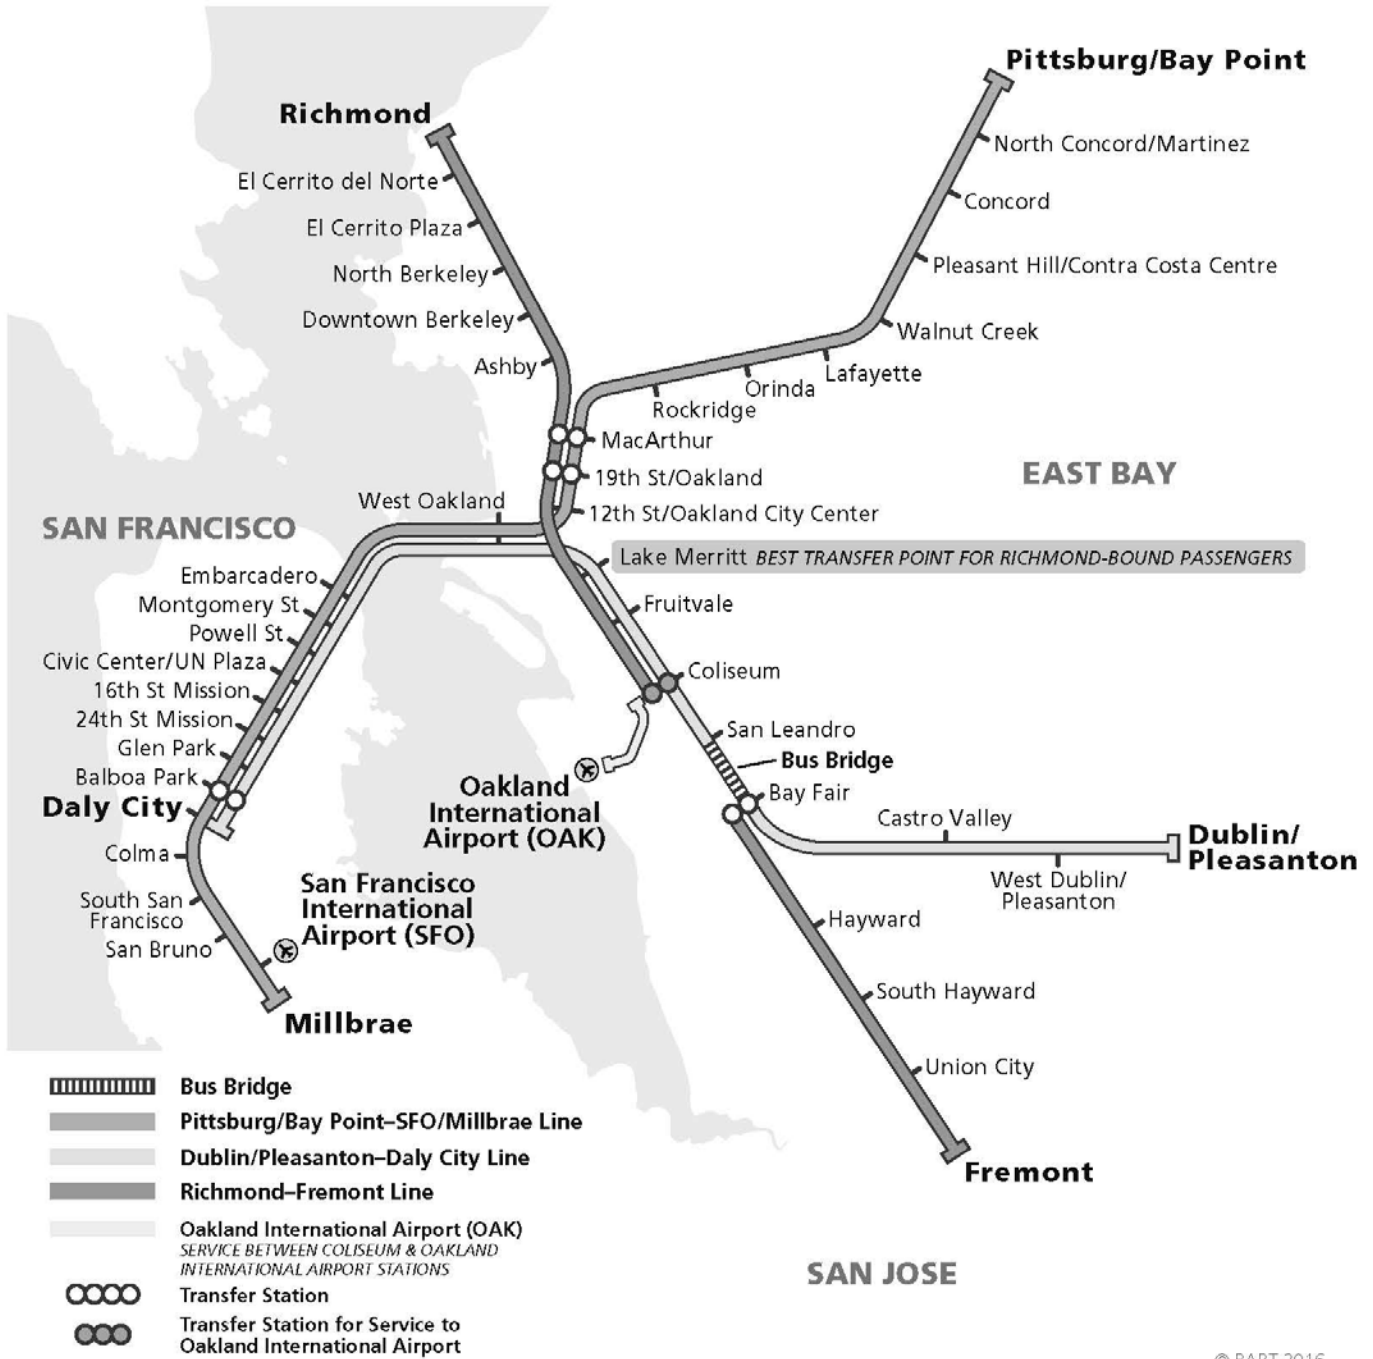 Pittsburg/Bay Point
Richmond
North Concord/Martinez
El Cerrito del Norte
Concord
El Cerrito Plaza
Pleasant Hill/Contra Costa Centre
North Berkeley
Downtown Berkeley
Walnut Creek
Ashby
Lafayette
Orinda
Rockridge
MacArthur
EAST BAY
19th St/Oakland
West Oakland
12th St/Oakland City Center
SAN FRANCISCO
Lake Merritt BEST TRANSFER POINT FOR RICHMOND-BOUND PASSENGERS
Embarcadero
Montgomery St
Fruitvale
Powell St
Civic Center/UN Plaza
Coliseum
16th St Mission
24th St Mission
San Leandro
Glen Park
Bus Bridge
Balboa Park
Oakland
International
Airport (OAK)
Bay Fair
Daly City
Castro Valley
Dublin/
Pleasanton
Colma
West Dublin/
Pleasanton
San Francisco
International
Airport (SFO)
South San
Francisco
Hayward
San Bruno
South Hayward
Millbrae
Union City
Fremont
Bus Bridge
Pittsburg/Bay Point–SFO/Millbrae Line
Dublin/Pleasanton–Daly City Line
Richmond–Fremont Line
Oakland International Airport (OAK)
SERVICE BETWEEN COLISEUM & OAKLAND
INTERNATIONAL AIRPORT STATIONS
SAN JOSE
Transfer Station
Transfer Station for Service to
Oakland International Airport
© BART 2016